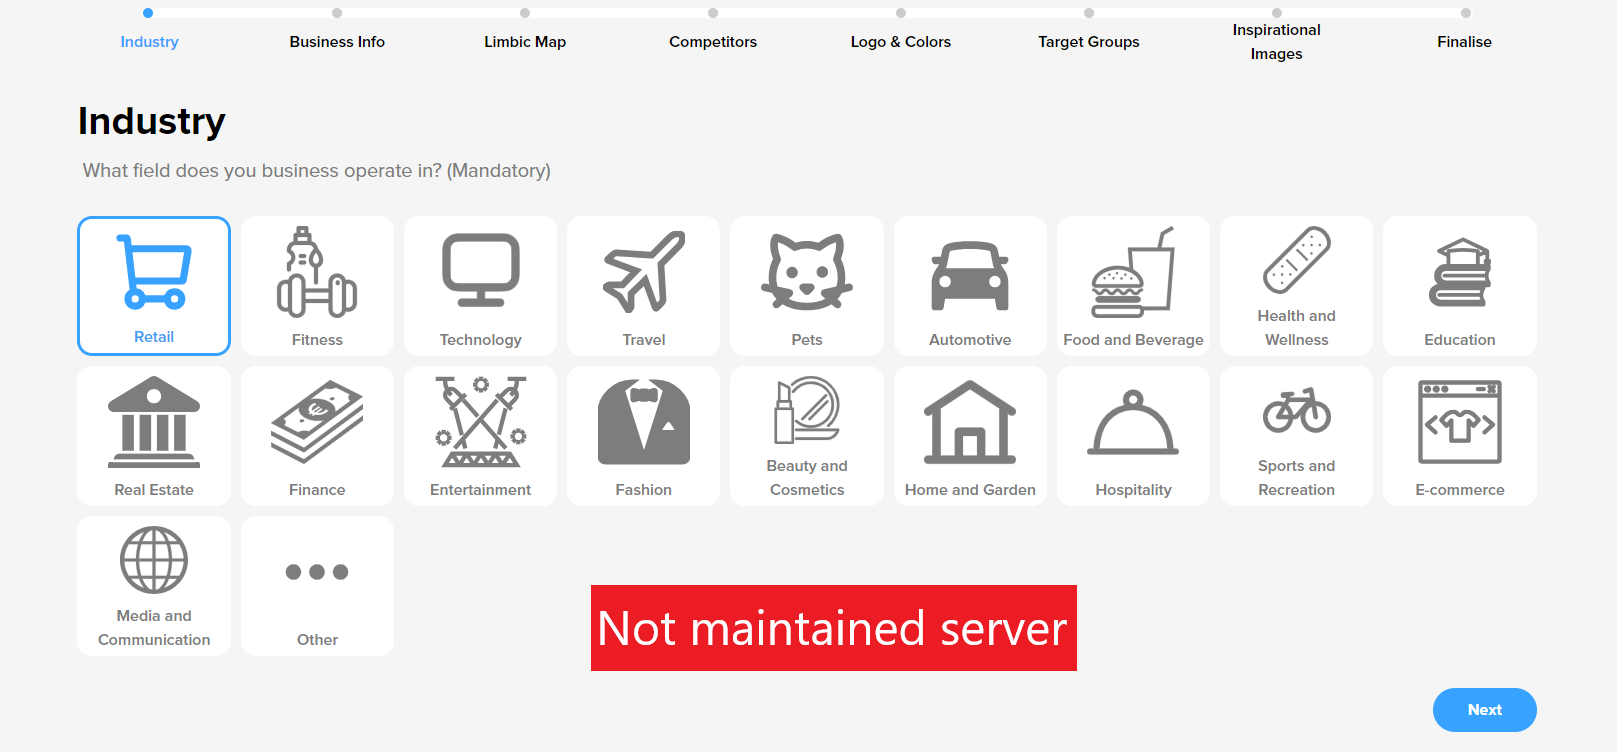 Industry
Business Info
Limbic Map
Competitors
Logo & Colors
Target Groups
Inspirational
Images
Finalise
Industry
What field does you business operate in? (Mandatory)
Retail
Fitness
Technology
Travel
Pets
Automotive
Food and Beverage
Health and
Wellness
Education
Real Estate
Finance
Entertainment
Fashion
Beauty and
Cosmetics
Home and Garden
Hospitality
Sports and
Recreation
E-commerce
Media and
Communication
Other
Not maintained server
Next